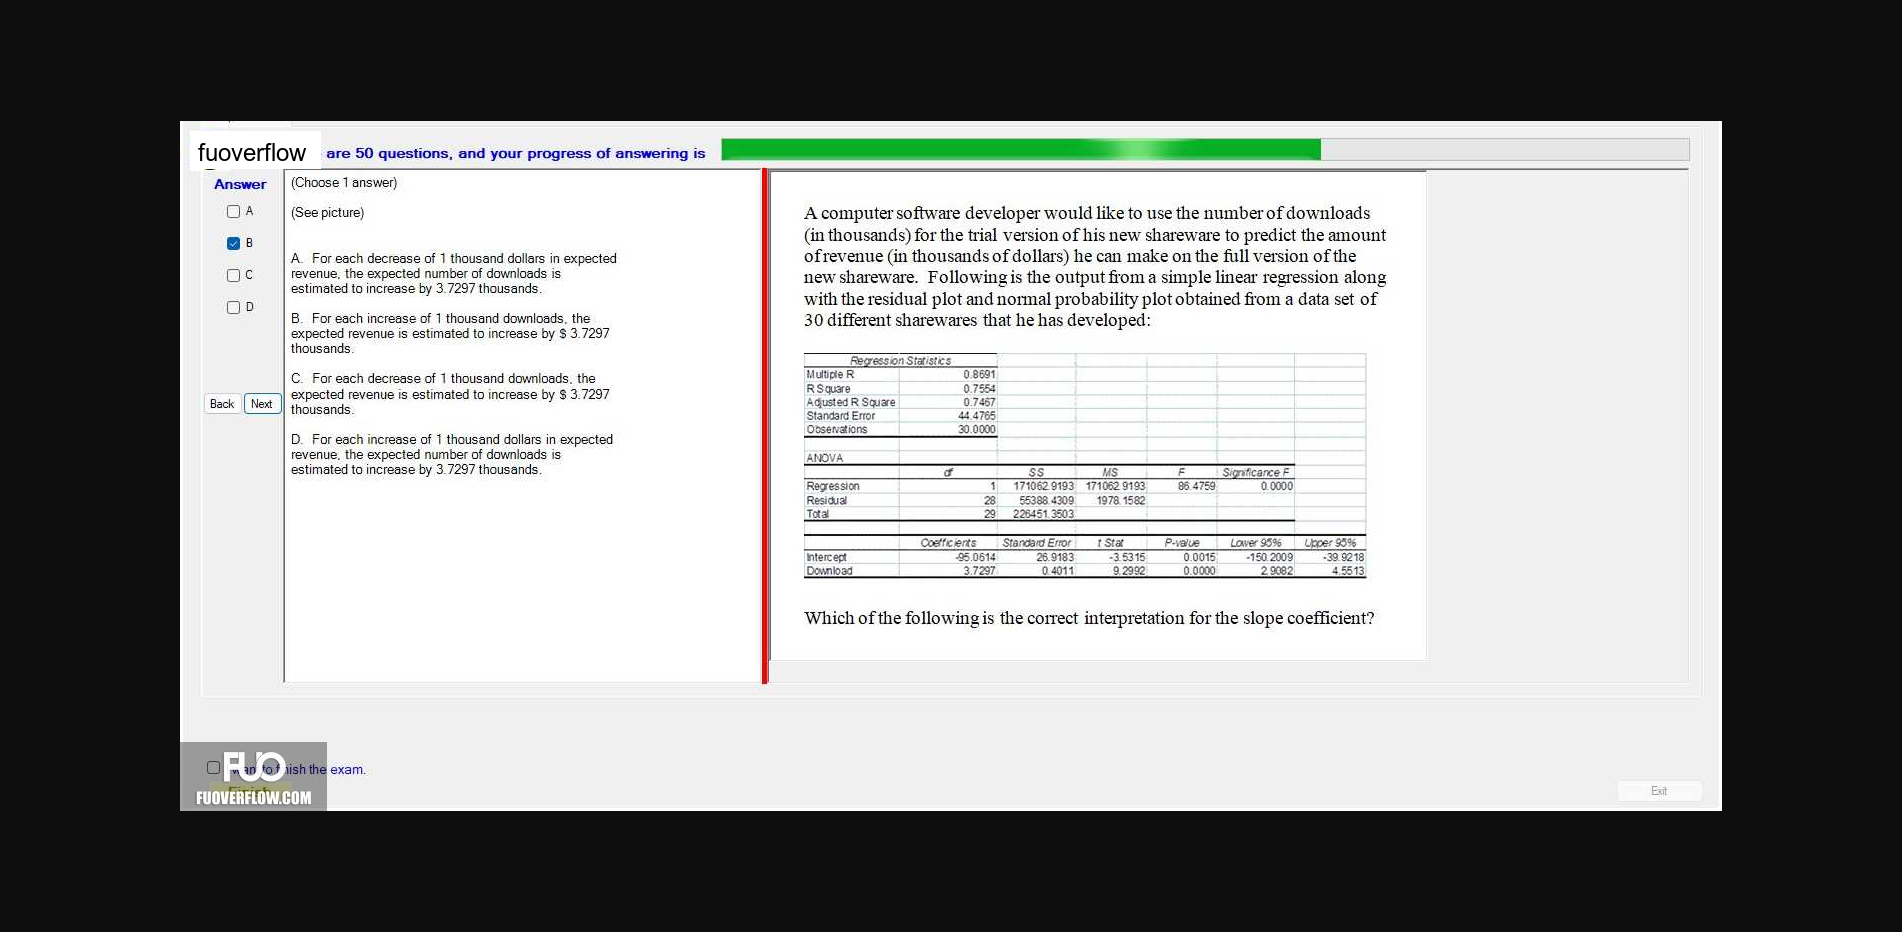 fuoverflow
are 50 questions, and your progress of answering is
Answer
A
B
C
D
Back
Next
(Choose 1 answer)
(See picture)
A. For each decrease of 1 thousand dollars in expected
revenue, the expected number of downloads is
estimated to increase by 3.7297 thousands.
B. For each increase of 1 thousand downloads, the
expected revenue is estimated to increase by $ 3.7297
thousands.
C. For each decrease of 1 thousand downloads, the
expected revenue is estimated to increase by $ 3.7297
thousands.
D. For each increase of 1 thousand dollars in expected
revenue, the expected number of downloads is
estimated to increase by 3.7297 thousands.
A computer software developer would like to use the number of downloads
(in thousands) for the trial version of his new shareware to predict the amount
of revenue (in thousands of dollars) he can make on the full version of the
new shareware. Following is the output from a simple linear regression along
with the residual plot and normal probability plot obtained from a data set of
30 different sharewares that he has developed:
Regression Statistics
Multiple R 0.8691
R Square 0.7554
Adjusted R Square 0.7467
Standard Error 44.4765
Observations 30.0000
ANOVA
df SS MS F Significance F
Regression 1 171062.9193 171062.9193 86.4759 0.0000
Residual 28 55388.4309 1978.1582
Total 29 226451.3503
Coefficients Standard Error t Stat P-value Lower 95% Upper 95%
Intercept -95.0614 26.9183 -3.5315 0.0015 -150.2009 -39.9218
Download 3.7297 0.4011 9.2992 0.0000 2.9082 4.5513
Which of the following is the correct interpretation for the slope coefficient?
FUO
want to finish the exam.
Finish
FUOVERFLOW.COM
Exit